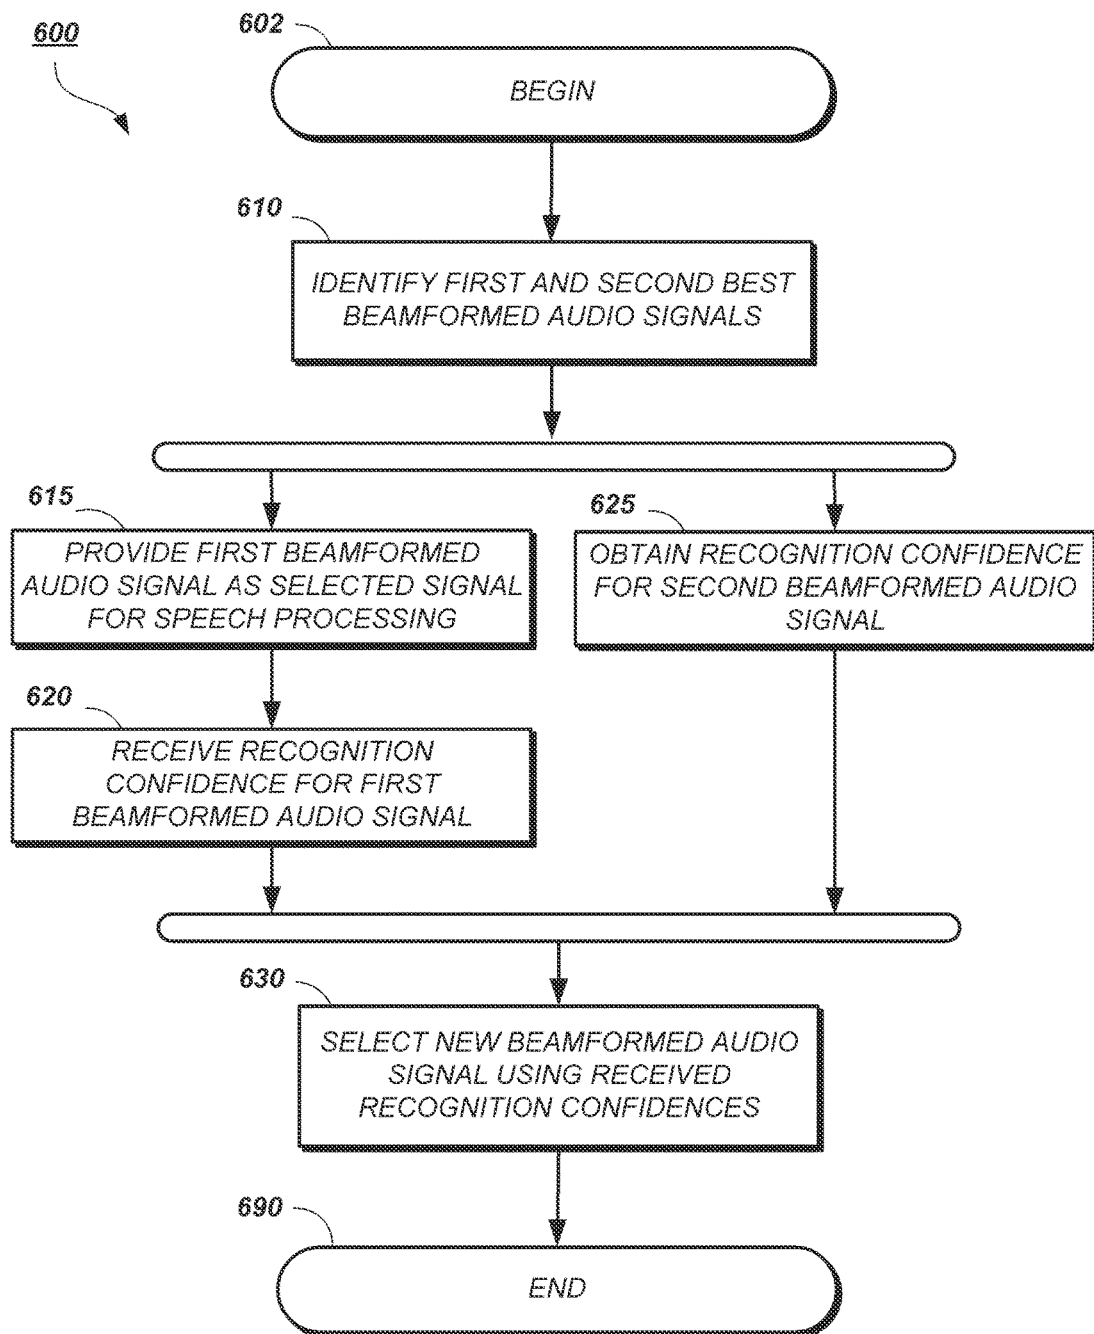 600
602
BEGIN
610
IDENTIFY FIRST AND SECOND BEST
BEAMFORMED AUDIO SIGNALS
615
PROVIDE FIRST BEAMFORMED
AUDIO SIGNAL AS SELECTED SIGNAL
FOR SPEECH PROCESSING
625
OBTAIN RECOGNITION CONFIDENCE
FOR SECOND BEAMFORMED AUDIO
SIGNAL
620
RECEIVE RECOGNITION
CONFIDENCE FOR FIRST
BEAMFORMED AUDIO SIGNAL
630
SELECT NEW BEAMFORMED AUDIO
SIGNAL USING RECEIVED
RECOGNITION CONFIDENCES
690
END